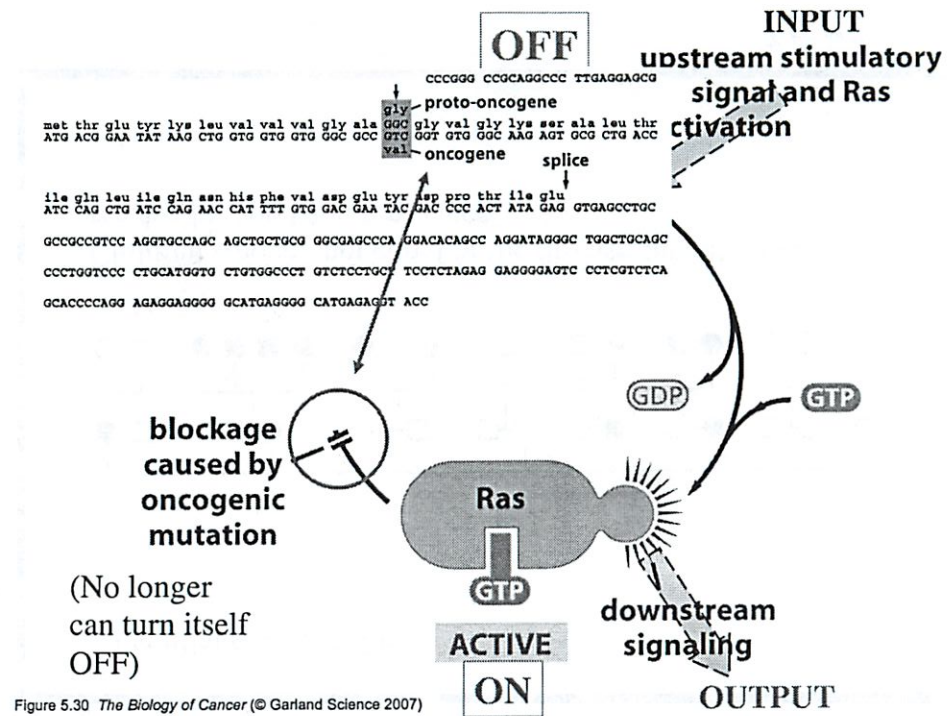 OFF
INPUT
upstream stimulatory
signal and Ras
ctivation
CCCGGG CCGCAGGCCC TTGAGGAGCG
gly
proto-oncogene
met thr glu tyr lys leu val val val gly ala GGC gly val gly lys ser ala leu thr
ATG ACG GAA TAT AAG CTG GTG GTG GTG GGC GCC GTC GGT GTG GGC AAG AGT GCG CTG ACC
val
oncogene
splice
ile gln leu ile gln asn his phe val asp glu tyr asp pro thr ile glu
ATC CAG CTG ATC CAG AAC CAT TTT GTG GAC GAA TAC GAC CCC ACT ATA GAG GTGAGCCTGC
GCCGCCGTCC AGGTGCCAGC AGCTGCTGCG GGCGAGCCCA GGACACAGCC AGGATAGGGC TGGCTGCAGC
CCCTGGTCCC CTGCATGGTG CTGTGGCCCT GTCTCCTGCT TCCTCTAGAG GAGGGGAGTC CCTCGTCTCA
GCACCCCAGG AGAGGAGGGG GCATGAGGGG CATGAGAGGT ACC
GDP
GTP
blockage
caused by
oncogenic
mutation
Ras
GTP
(No longer
can turn itself
OFF)
downstream
signaling
ACTIVE
ON
OUTPUT
Figure 5.30 The Biology of Cancer (© Garland Science 2007)